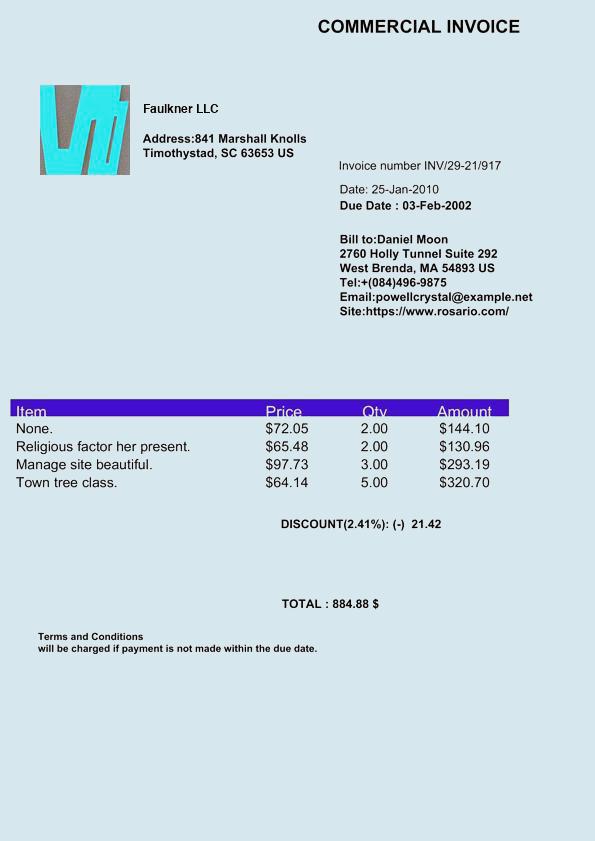 COMMERCIAL INVOICE
Faulkner LLC
Address:841 Marshall Knolls
Timothystad, SC 63653 US
Invoice number INV/29-21/917
Date: 25-Jan-2010
Due Date : 03-Feb-2002
Bill to:Daniel Moon
2760 Holly Tunnel Suite 292
West Brenda, MA 54893 US
Tel:+(084)496-9875
Email:powellcrystal@example.net
Site:https://www.rosario.com/
Item Price Qty Amount
None. $72.05 2.00 $144.10
Religious factor her present. $65.48 2.00 $130.96
Manage site beautiful. $97.73 3.00 $293.19
Town tree class. $64.14 5.00 $320.70
DISCOUNT(2.41%): (-) 21.42
TOTAL : 884.88 $
Terms and Conditions
will be charged if payment is not made within the due date.